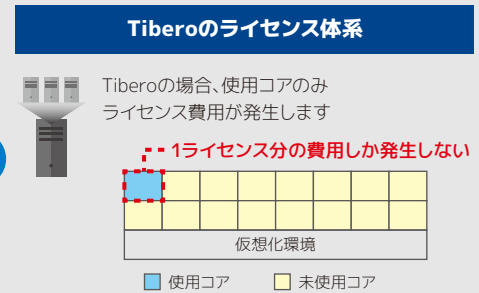 Tiberoのライセンス体系
Tiberoの場合、使用コアのみ
ライセンス費用が発生します
1ライセンス分の費用しか発生しない
仮想化環境
使用コア
未使用コア